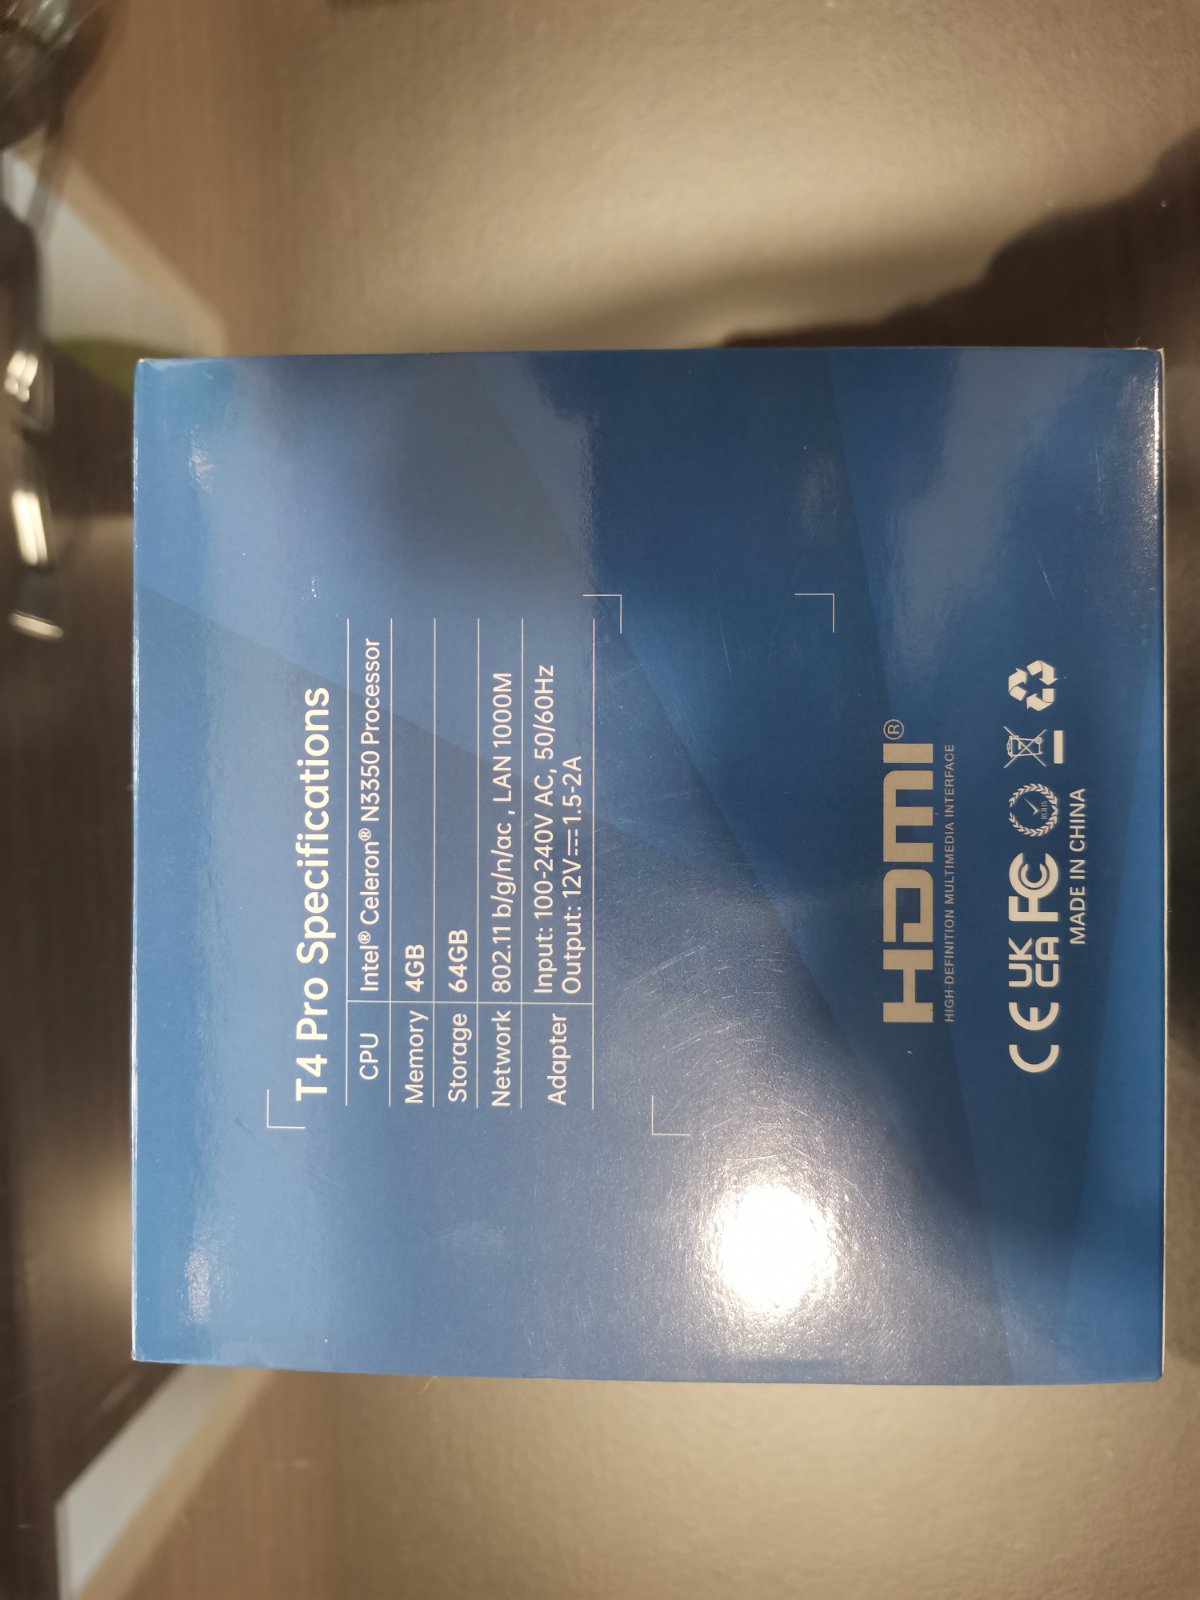 T4 Pro Specifications
CPU Intel® Celeron® N3350 Processor
Memory 4GB
Storage 64GB
Network 802.11 b/g/n/ac , LAN 1000M
Adapter Input: 100-240V AC, 50/60Hz
Output: 12V⎓1.5-2A
HDMI®
HIGH-DEFINITION MULTIMEDIA INTERFACE
CE UK CA FC RoHS
MADE IN CHINA